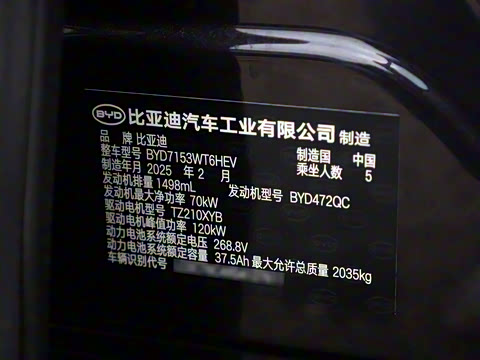 BYD 比亚迪汽车工业有限公司 制造
品 牌 比亚迪
整车型号 BYD7153WT6HEV 制造国 中国
制造年月 2025 年 2 月 乘坐人数 5
发动机排量 1498mL 发动机型号 BYD472QC
发动机最大净功率 70kW
驱动电机型号 TZ210XYB
驱动电机峰值功率 120kW
动力电池系统额定电压 268.8V
动力电池系统额定容量 37.5Ah 最大允许总质量 2035kg
车辆识别代号